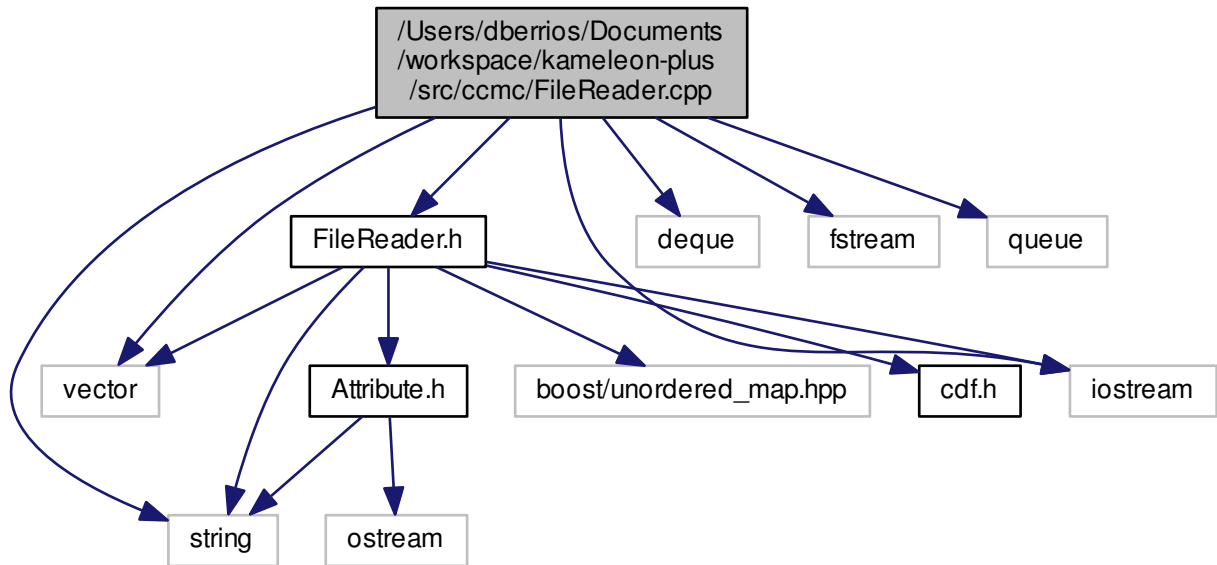 /Users/dberrios/Documents
/workspace/kameleon-plus
/src/ccmc/FileReader.cpp
FileReader.h
deque
fstream
queue
vector
Attribute.h
boost/unordered_map.hpp
cdf.h
iostream
string
ostream